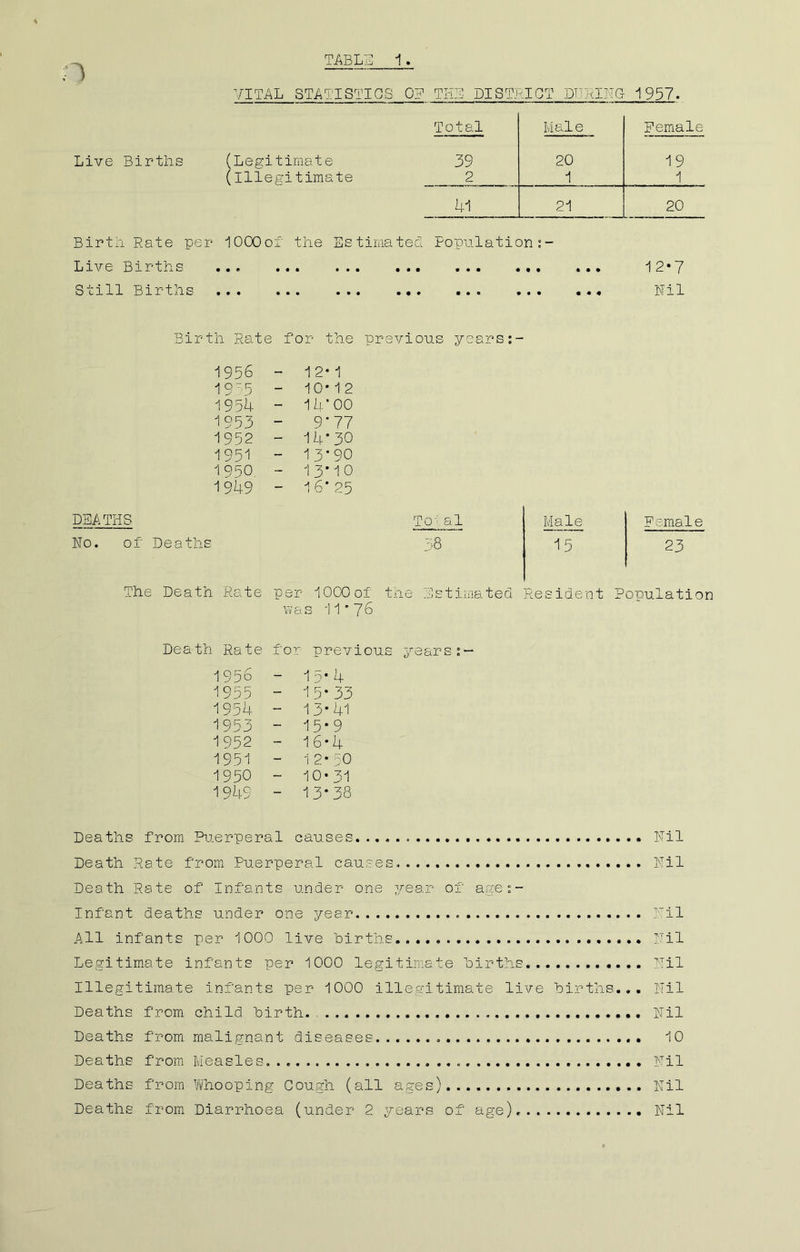 TABLE 1.
VITAL STATISTICS OF THE DISTRICT DURING 1957.
Total Male Female
Live Births (Legitimate 39 20 19
(Illegitimate 2 1 1
41 21 20
Birth Rate per 1000 of the Estimated Population:-
Live Births ... ... ... ... ... ... ... 12·7
Still Births ... ... ... ... ... ... ... Nil
Birth Rate for the previous years:-
1956 - 12·1
1955 - 10·12
1954 - 14·00
1953 - 9·77
1952 - 14·30
1951 - 13·90
1950 - 13·10
1949 - 16·25
DEATHS Total Male Female
No. of Deaths 38 15 23
The Death Rate per 1000 of the Estimated Resident Population
was 11·76
Death Rate for previous years:-
1956 - 15·4
1955 - 15·33
1954 - 13·41
1953 - 15·9
1952 - 16·4
1951 - 12·50
1950 - 10·31
1949 - 13·38
Deaths from Puerperal causes.................................. Nil
Death Rate from Puerperal causes.............................. Nil
Death Rate of Infants under one year of age:-
Infant deaths under one year.................................. Nil
All infants per 1000 live births.............................. Nil
Legitimate infants per 1000 legitimate births............. Nil
Illegitimate infants per 1000 illegitimate live births... Nil
Deaths from child birth. ..................................... Nil
Deaths from malignant diseases................................ 10
Deaths from Measles........................................... Nil
Deaths from Whooping Cough (all ages)......................... Nil
Deaths from Diarrhoea (under 2 years of age).............. Nil